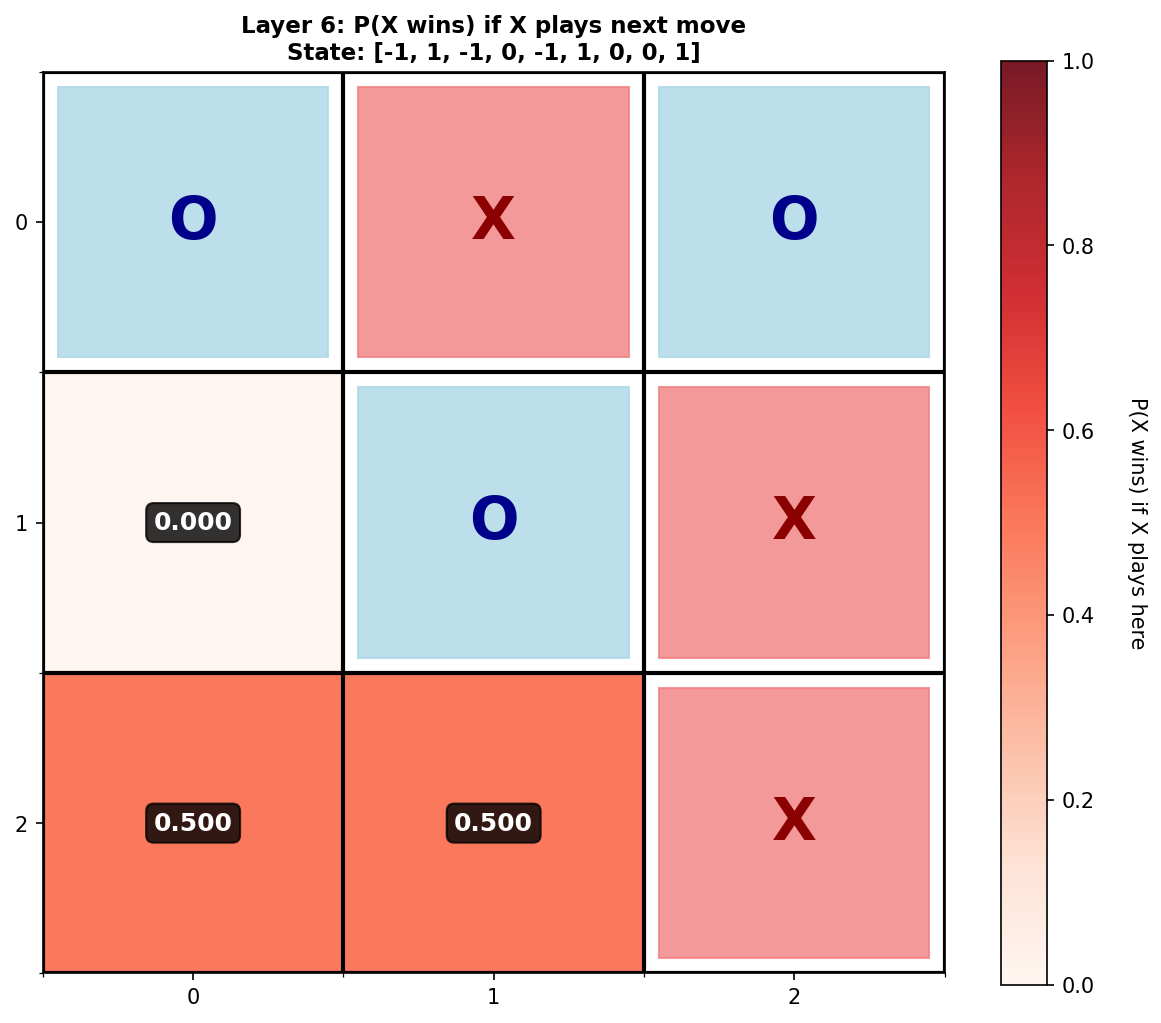 Layer 6: P(X wins) if X plays next move
State: [-1, 1, -1, 0, -1, 1, 0, 0, 1]
O X O
0
0.000 O X
1
0.500 0.500 X
2
0 1 2
1.0
0.8
0.6
0.4
0.2
0.0
P(X wins) if X plays here